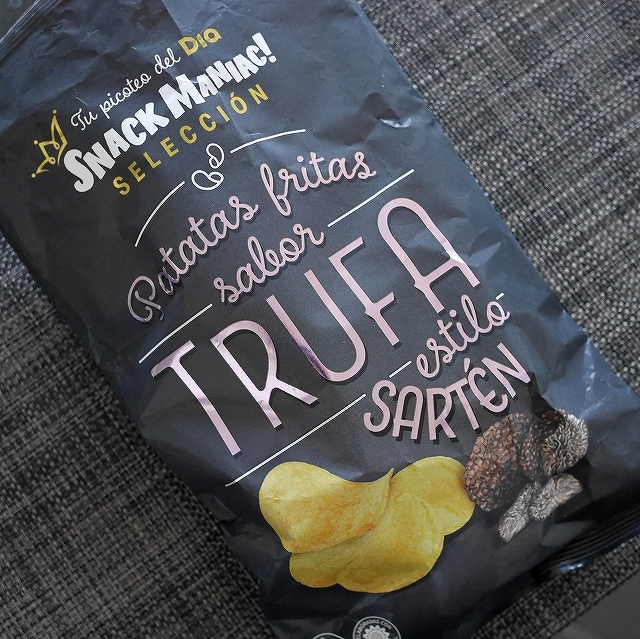 Tu picoteo del Dia
SNACK MANIAC!
SELECCIÓN
Patatas fritas
sabor
TRUFA
estilo
SARTÉN